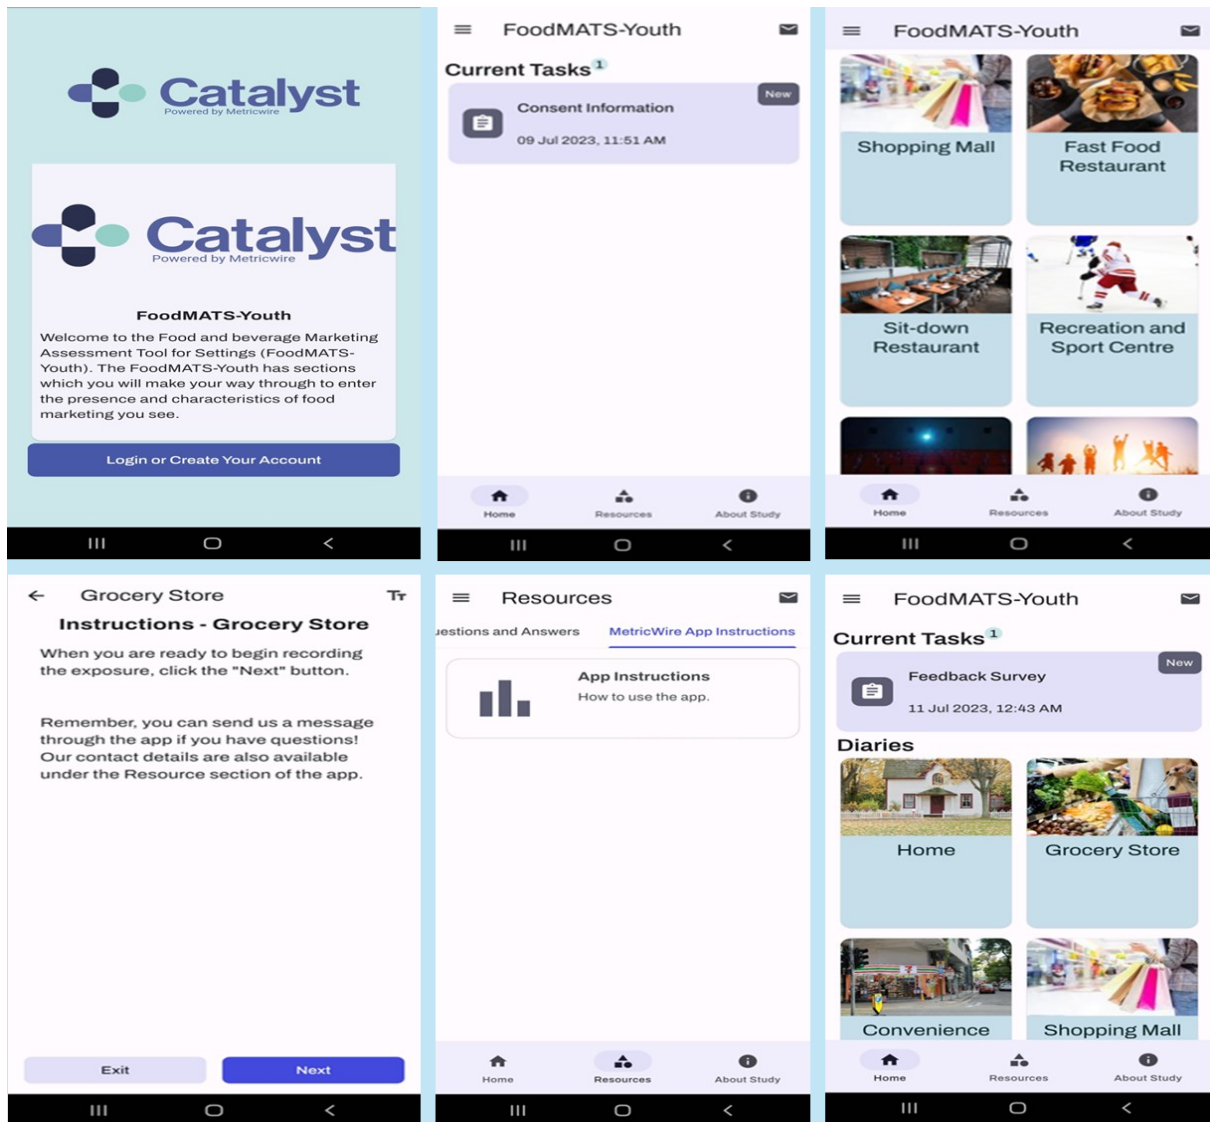 Catalyst
Powered by Metricwire
Catalyst
Powered by Metricwire
FoodMATS-Youth
Welcome to the Food and beverage Marketing
Assessment Tool for Settings (FoodMATS-
Youth). The FoodMATS-Youth has sections
which you will make your way through to enter
the presence and characteristics of food
marketing you see.
Login or Create Your Account
FoodMATS-Youth
Current Tasks 1
New
Consent Information
09 Jul 2023, 11:51 AM
Home
Resources
About Study
FoodMATS-Youth
Shopping Mall
Fast Food
Restaurant
Sit-down
Restaurant
Recreation and
Sport Centre
Home
Resources
About Study
Grocery Store
Tт
Instructions - Grocery Store
When you are ready to begin recording
the exposure, click the "Next" button.
Remember, you can send us a message
through the app if you have questions!
Our contact details are also available
under the Resource section of the app.
Exit
Next
Resources
uestions and Answers
MetricWire App Instructions
App Instructions
How to use the app.
Home
Resources
About Study
FoodMATS-Youth
Current Tasks 1
New
Feedback Survey
11 Jul 2023, 12:43 AM
Diaries
Home
Grocery Store
7
Convenience
Shopping Mall
Home
Resources
About Study